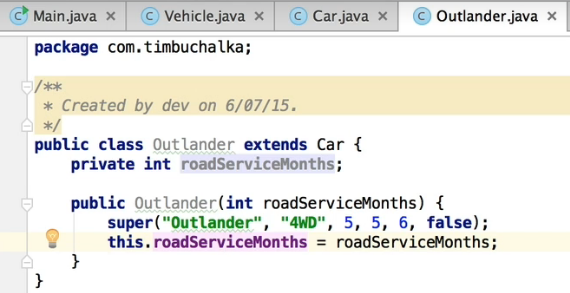 Main.java Vehicle.java Car.java Outlander.java
package com.timbuchalka;
/**
* Created by dev on 6/07/15.
*/
public class Outlander extends Car {
private int roadServiceMonths;
public Outlander(int roadServiceMonths) {
super("Outlander", "4WD", 5, 5, 6, false);
this.roadServiceMonths = roadServiceMonths;
}
}